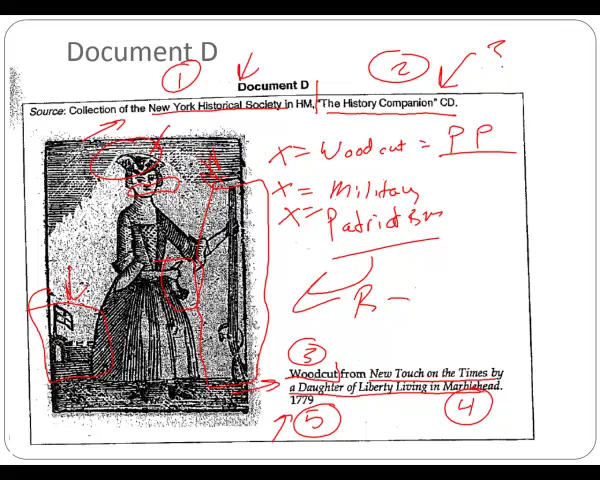 Document D
① ② ?
Document D
Source: Collection of the New York Historical Society in HM, "The History Companion" CD.
x = Woodcut = PP
x = Military
x = Patriotism
R -
③
Woodcut from New Touch on the Times by
a Daughter of Liberty Living in Marblehead.
1779
⑤ ④